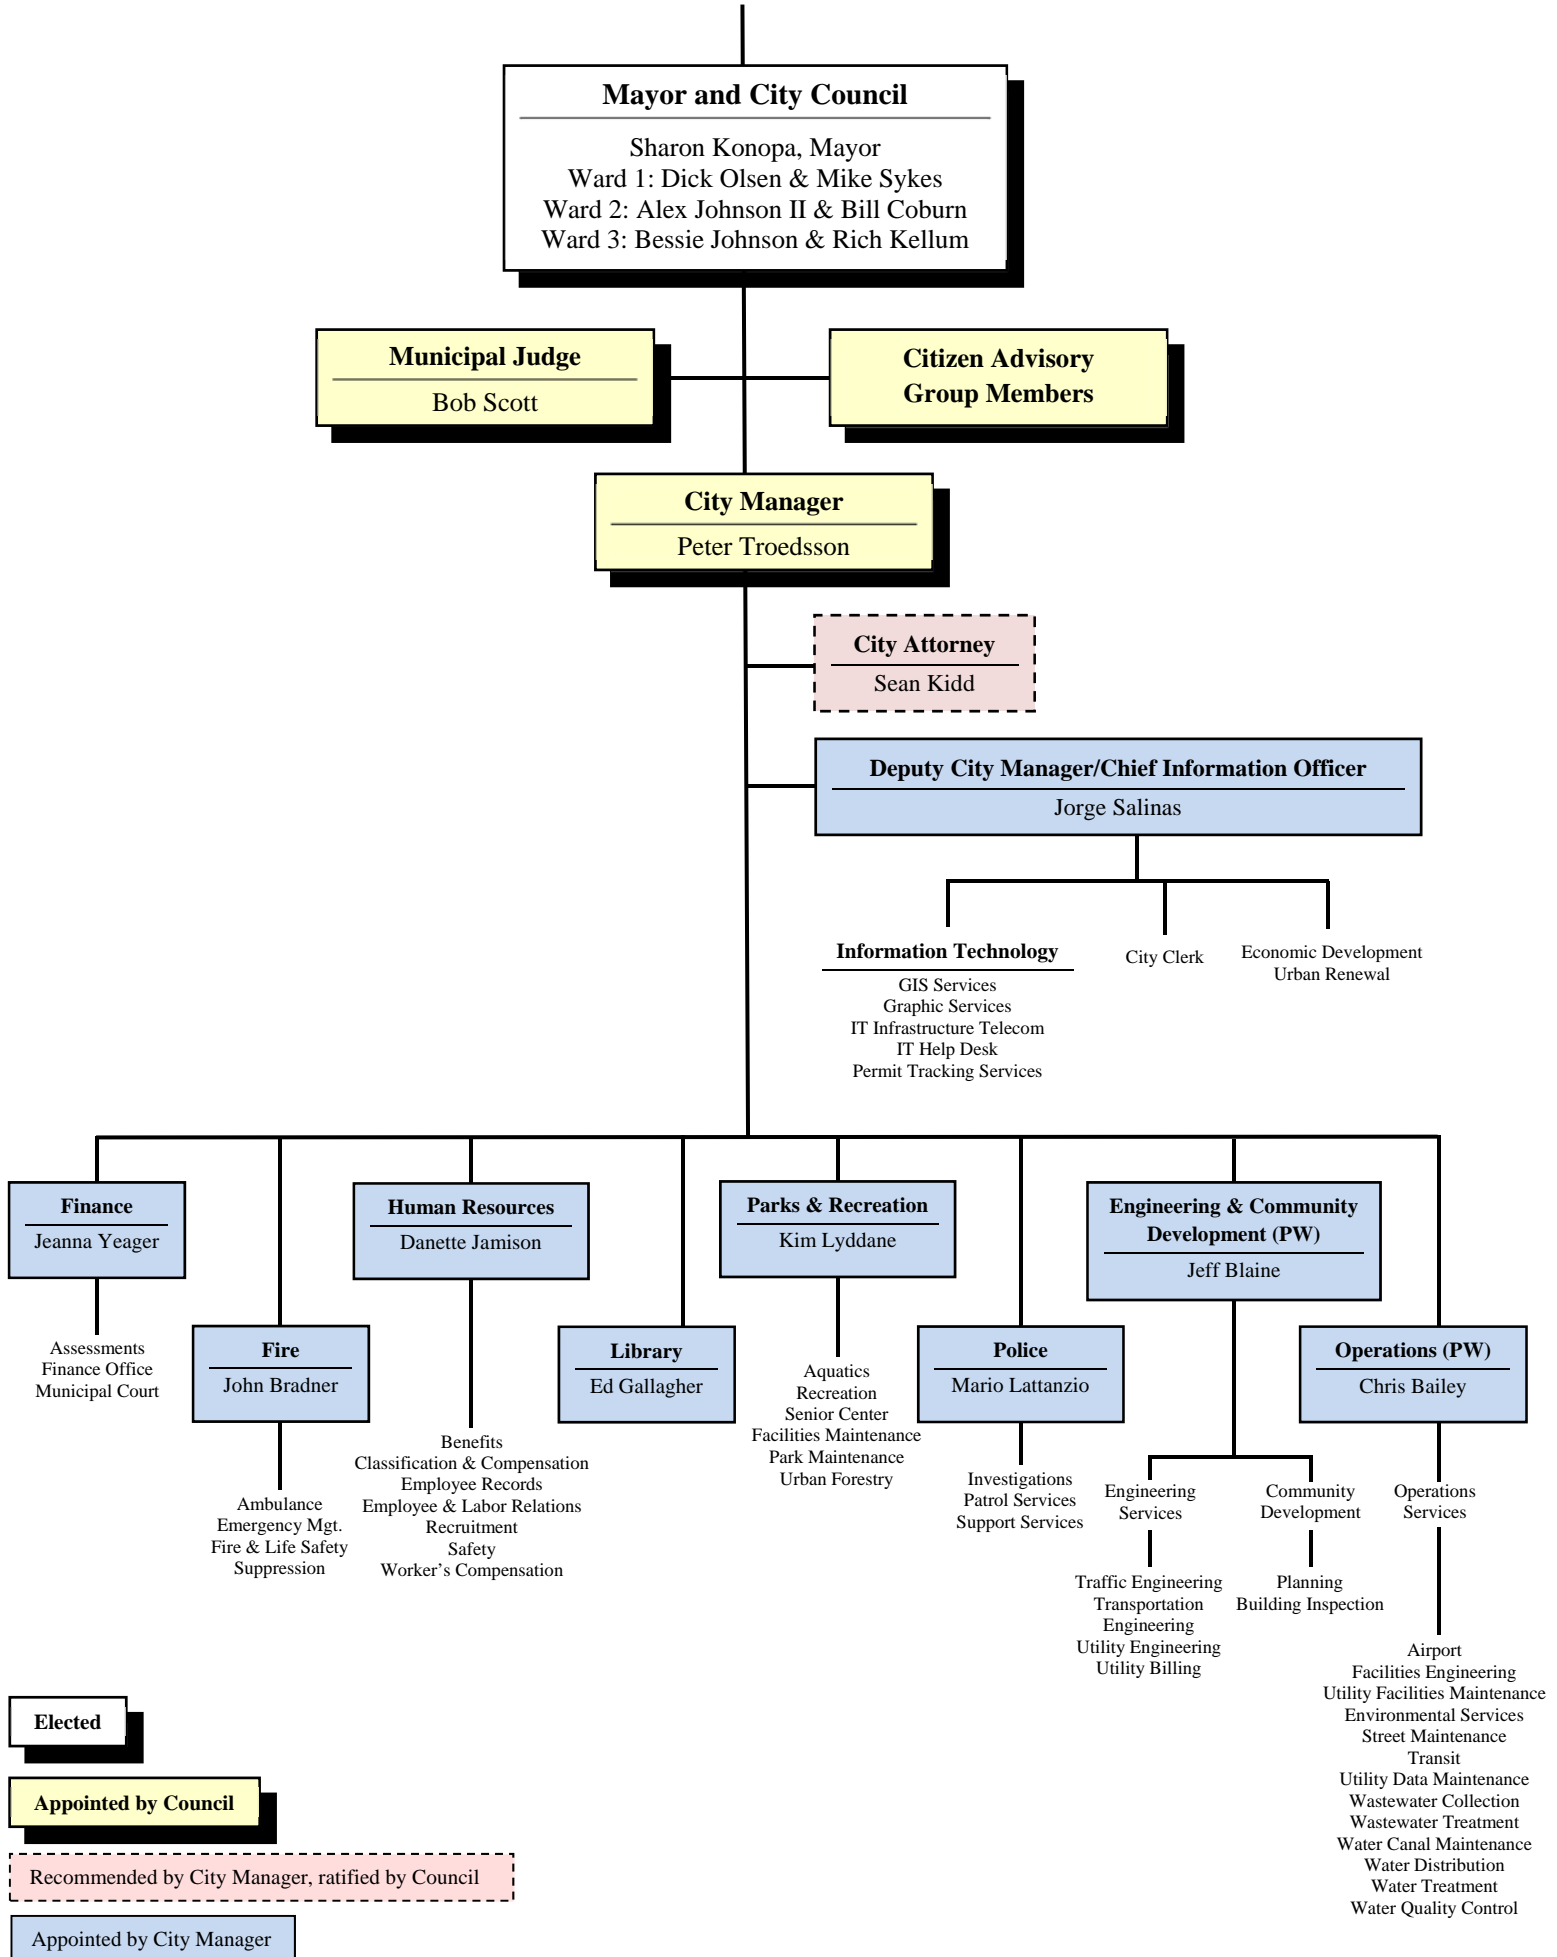 Mayor and City Council
Sharon Konopa, Mayor
Ward 1: Dick Olsen & Mike Sykes
Ward 2: Alex Johnson II & Bill Coburn
Ward 3: Bessie Johnson & Rich Kellum
Municipal Judge
Bob Scott
Citizen Advisory
Group Members
City Manager
Peter Troedsson
City Attorney
Sean Kidd
Deputy City Manager/Chief Information Officer
Jorge Salinas
Information Technology
GIS Services
Graphic Services
IT Infrastructure Telecom
IT Help Desk
Permit Tracking Services
City Clerk
Economic Development
Urban Renewal
Finance
Jeanna Yeager
Assessments
Finance Office
Municipal Court
Fire
John Bradner
Ambulance
Emergency Mgt.
Fire & Life Safety
Suppression
Human Resources
Danette Jamison
Benefits
Classification & Compensation
Employee Records
Employee & Labor Relations
Recruitment
Safety
Worker’s Compensation
Library
Ed Gallagher
Parks & Recreation
Kim Lyddane
Aquatics
Recreation
Senior Center
Facilities Maintenance
Park Maintenance
Urban Forestry
Police
Mario Lattanzio
Investigations
Patrol Services
Support Services
Engineering & Community
Development (PW)
Jeff Blaine
Engineering
Services
Traffic Engineering
Transportation
Engineering
Utility Engineering
Utility Billing
Community
Development
Planning
Building Inspection
Operations (PW)
Chris Bailey
Operations
Services
Airport
Facilities Engineering
Utility Facilities Maintenance
Environmental Services
Street Maintenance
Transit
Utility Data Maintenance
Wastewater Collection
Wastewater Treatment
Water Canal Maintenance
Water Distribution
Water Treatment
Water Quality Control
Elected
Appointed by Council
Recommended by City Manager, ratified by Council
Appointed by City Manager